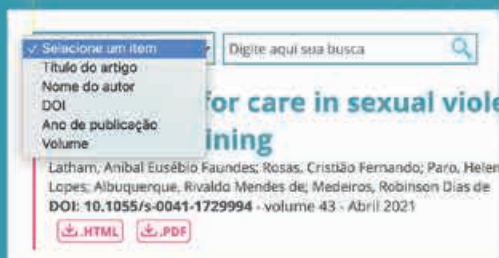 ✓ Selecione um item
Digite aqui sua busca
Título do artigo
Nome do autor
DOI
Ano de publicação
Volume
for care in sexual viole
ining
Latham, Aníbal Eusébio Faundes; Rosas, Cristião Fernando; Paro, Helen
Lopes; Albuquerque, Rivaldo Mendes de; Medeiros, Robinson Dias de
DOI: 10.1055/s-0041-1729994 - volume 43 - Abril 2021
.HTML .PDF